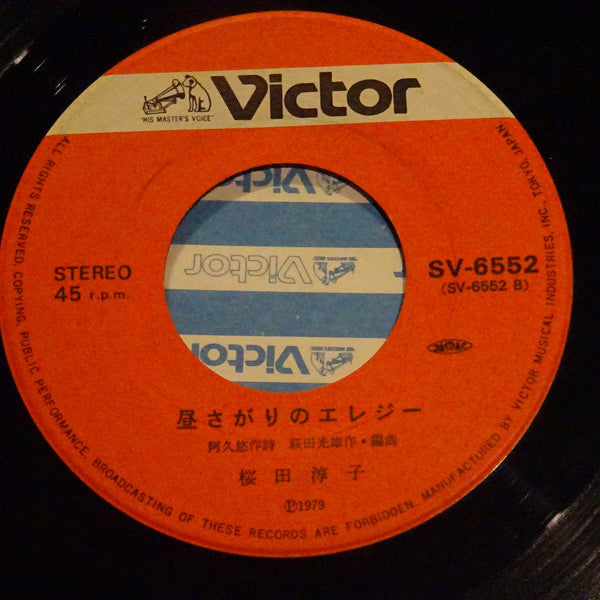 Victor
"HIS MASTER'S VOICE"
STEREO
45 r.p.m.
SV-6552
(SV-6552 B)
JASRAC
Victor
Victor
Victor
昼さがりのエレジー
阿久悠作詩 萩田光雄作・編曲
桜田淳子
Ⓟ1979
ALL RIGHTS RESERVED. COPYING, PUBLIC PERFORMANCE, BROADCASTING OF THESE RECORDS ARE FORBIDDEN. MANUFACTURED BY VICTOR MUSICAL INDUSTRIES, INC., TOKYO, JAPAN